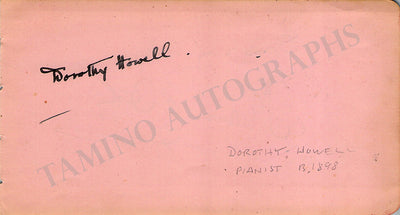 Dorothy Howell.
TAMINO AUTOGRAPHS
DOROTHY, HOWELL
PIANIST B, 1898